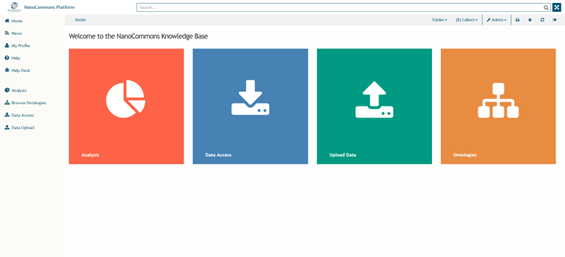 NanoCommons Platform
Search...
Home
News
My Profile
Help
Help Desk
Analysis
Browse Ontologies
Data Access
Data Upload
Folder
(0) Collect
Admin
Welcome to the NanoCommons Knowledge Base
Analysis
Data Access
Upload Data
Ontologies